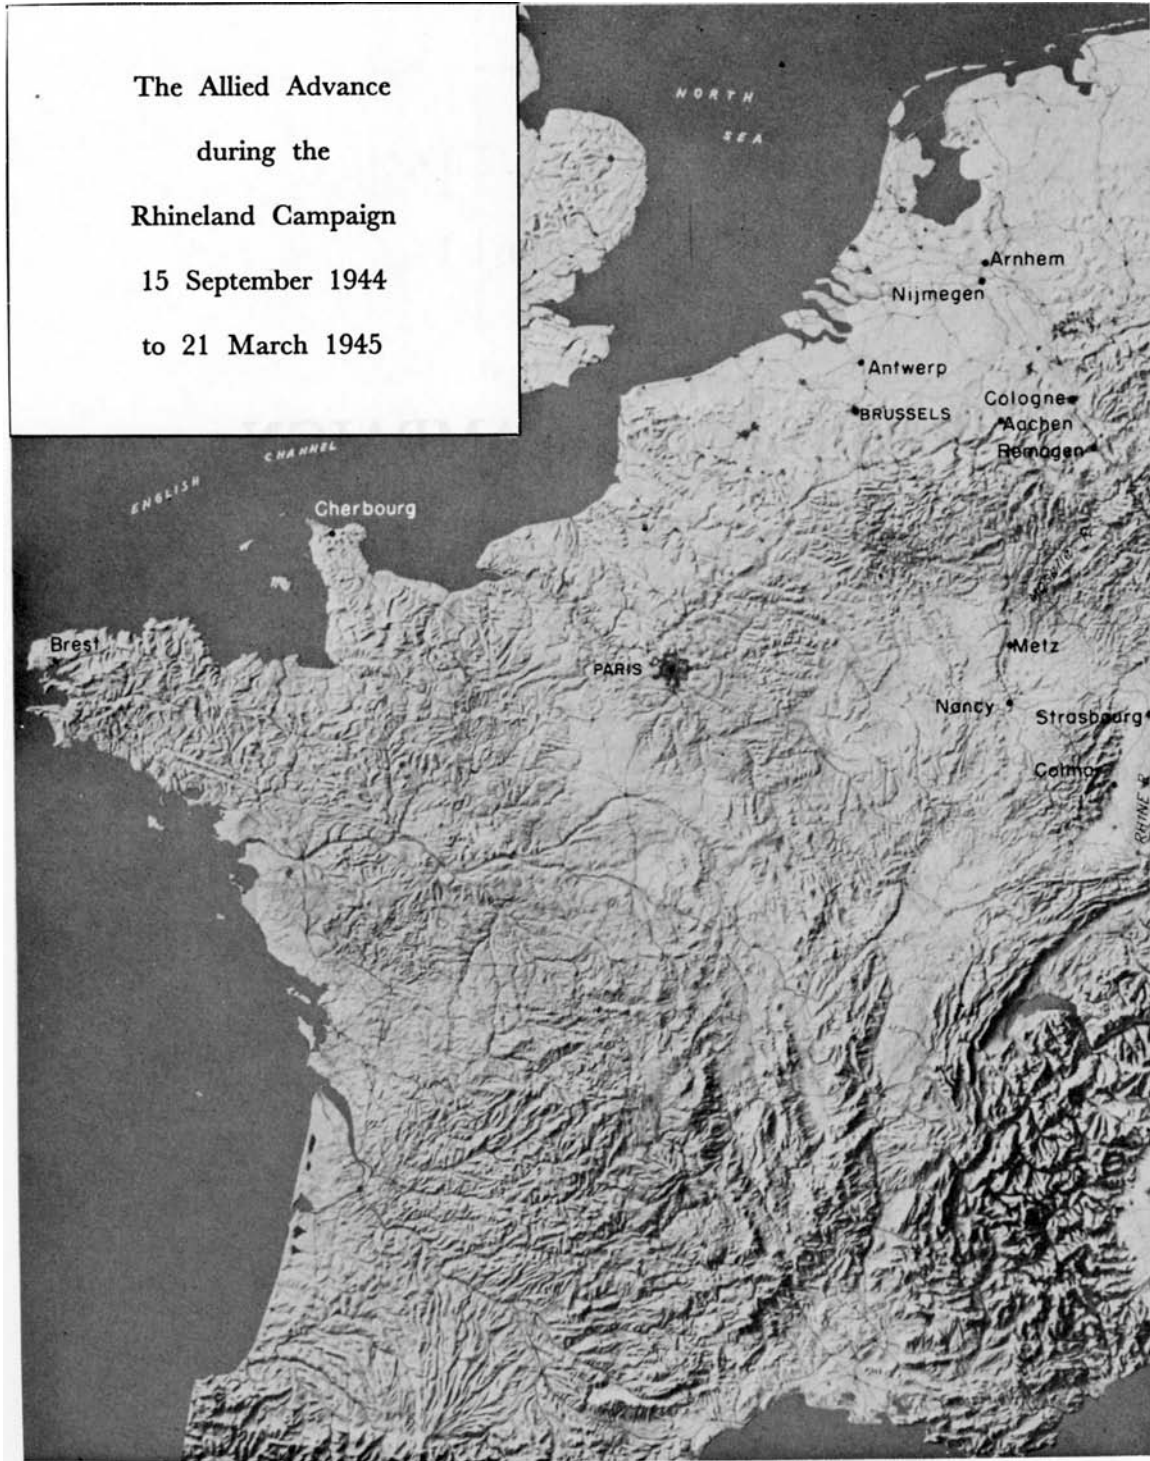 The Allied Advance
during the
Rhineland Campaign
15 September 1944
to 21 March 1945
NORTH
SEA
Arnhem
Nijmegen
Antwerp
BRUSSELS
Cologne
Aachen
Remagen
ENGLISH
CHANNEL
Cherbourg
Brest
PARIS
Metz
Nancy
Strasbourg
Colmar
RHINE R